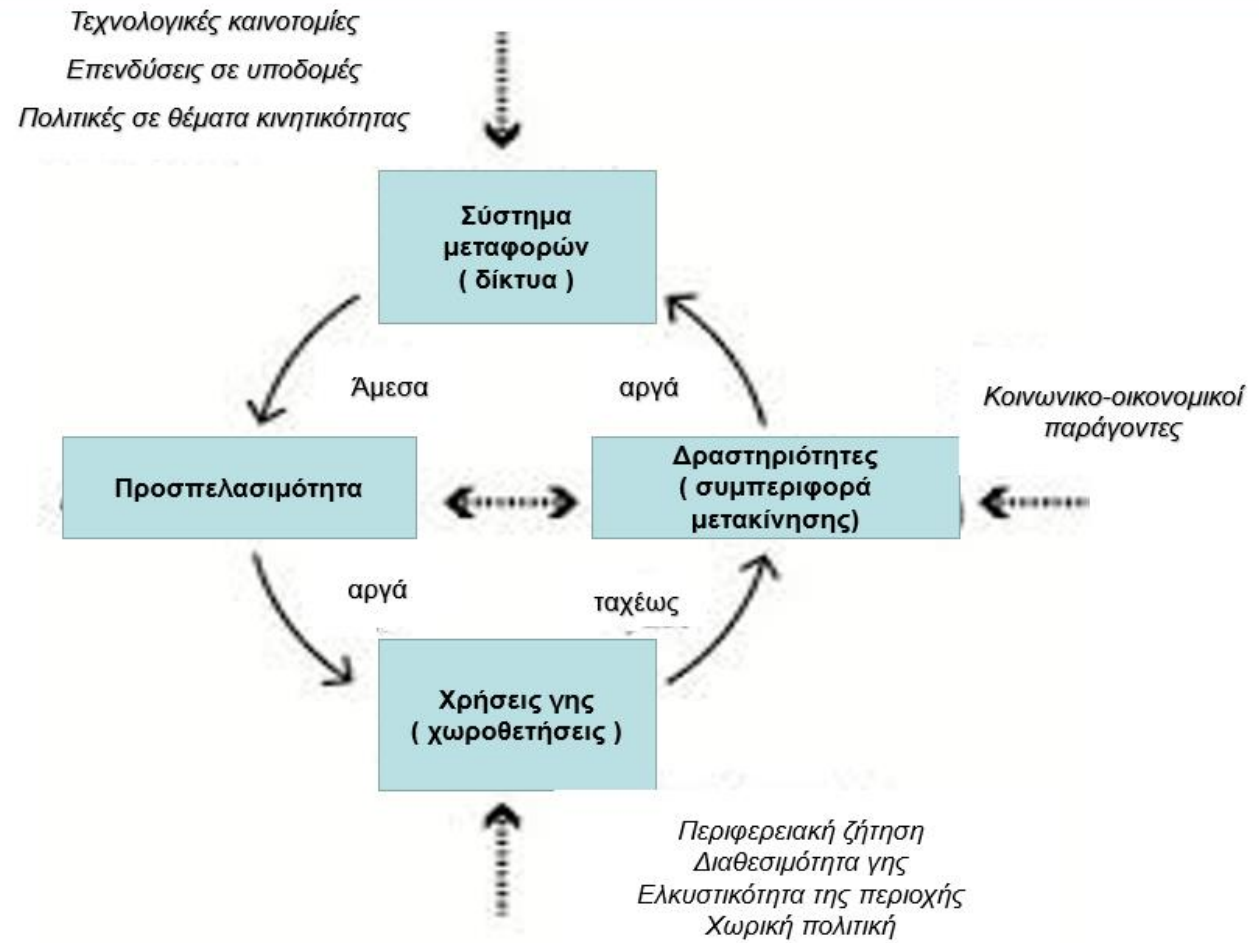 Τεχνολογικές καινοτομίες
Επενδύσεις σε υποδομές
Πολιτικές σε θέματα κινητικότητας
Σύστημα
μεταφορών
( δίκτυα )
Άμεσα
αργά
Κοινωνικο-οικονομικοί
παράγοντες
Προσπελασιμότητα
Δραστηριότητες
( συμπεριφορά
μετακίνησης)
αργά
ταχέως
Χρήσεις γης
( χωροθετήσεις )
Περιφερειακή ζήτηση
Διαθεσιμότητα γης
Ελκυστικότητα της περιοχής
Χωρική πολιτική